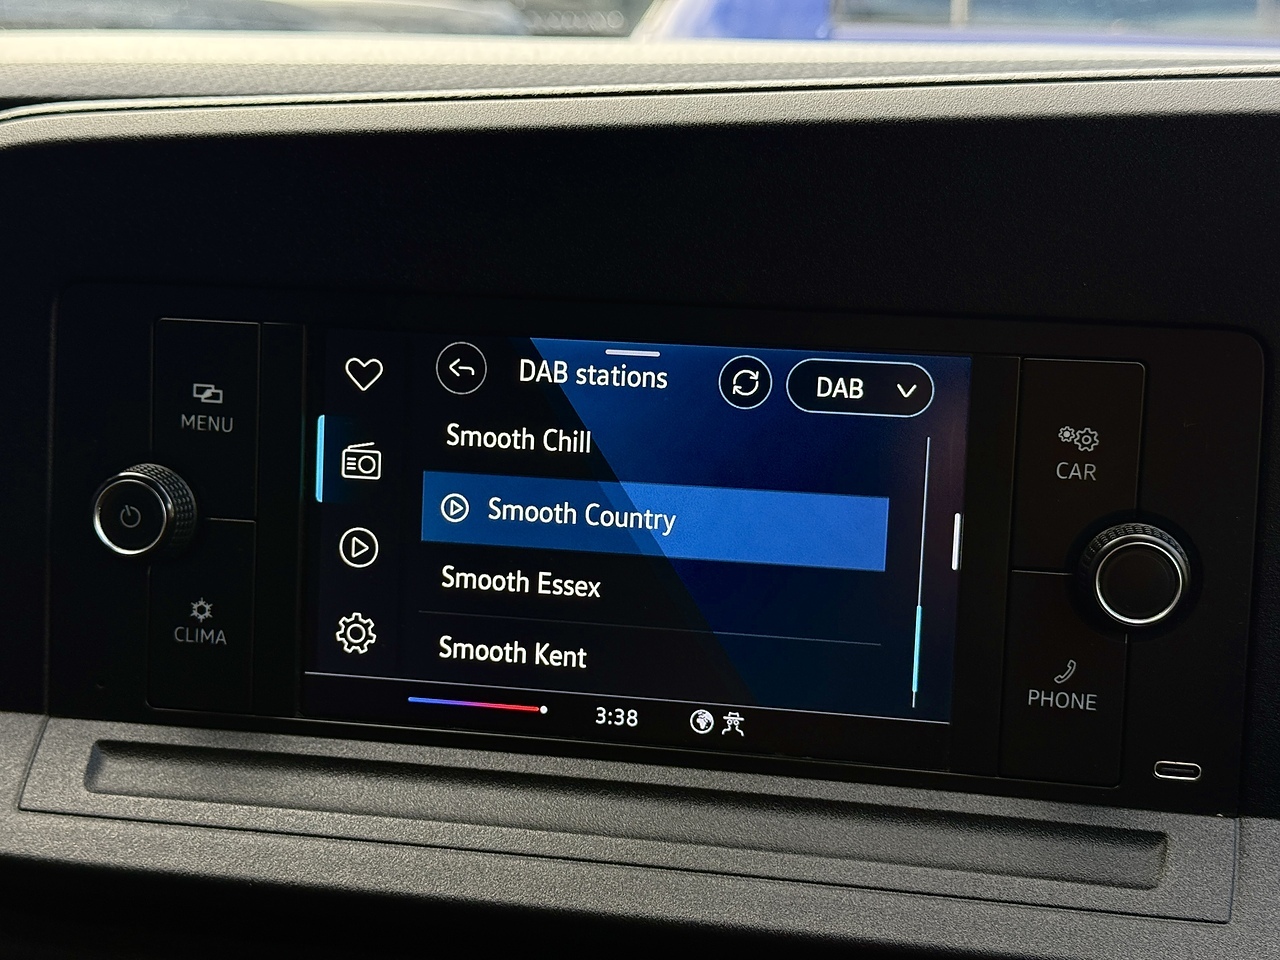 MENU
CLIMA
DAB stations
DAB
Smooth Chill
Smooth Country
Smooth Essex
Smooth Kent
3:38
CAR
PHONE